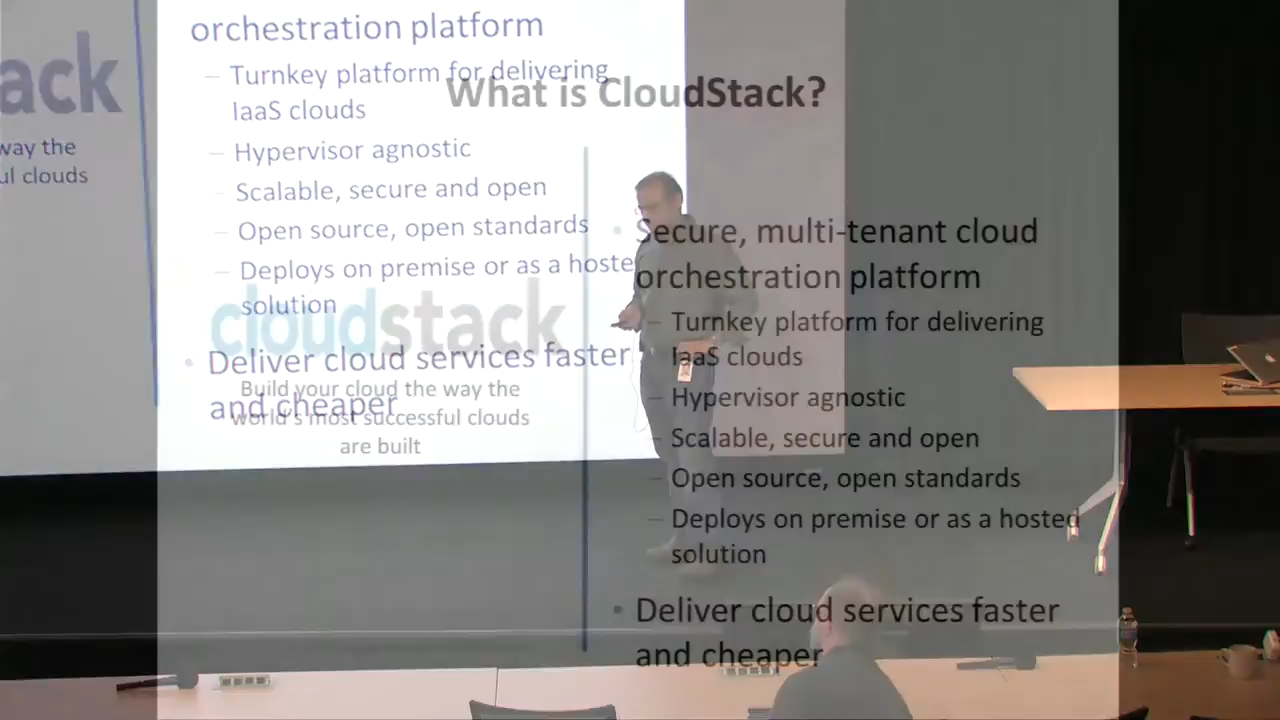 ack
way the
ul clouds
orchestration platform
– Turnkey platform for delivering
IaaS clouds
– Hypervisor agnostic
– Scalable, secure and open
– Open source, open standards
– Deploys on premise or as a hoste
solution
• Deliver cloud services faster
and cheaper
What is CloudStack?
cloudstack
Build your cloud the way the
world's most successful clouds
are built
• Secure, multi-tenant cloud
orchestration platform
– Turnkey platform for delivering
IaaS clouds
– Hypervisor agnostic
– Scalable, secure and open
– Open source, open standards
– Deploys on premise or as a hosted
solution
• Deliver cloud services faster
and cheaper